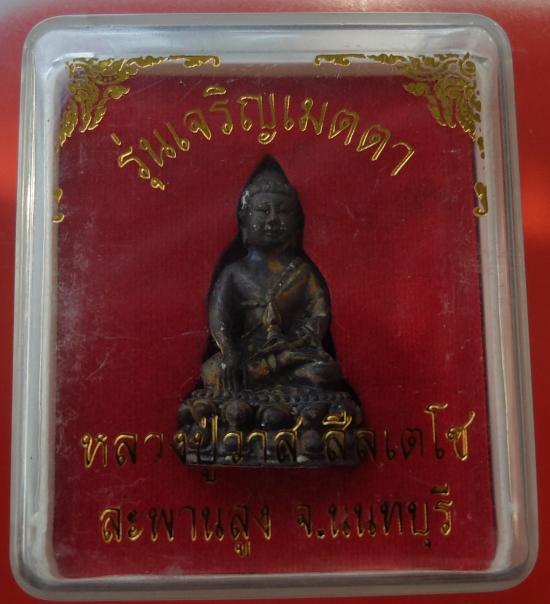 รุ่นเจริญเมตตา
หลวงปู่วาส สีลเตโช
สะพานสูง จ.นนทบุรี